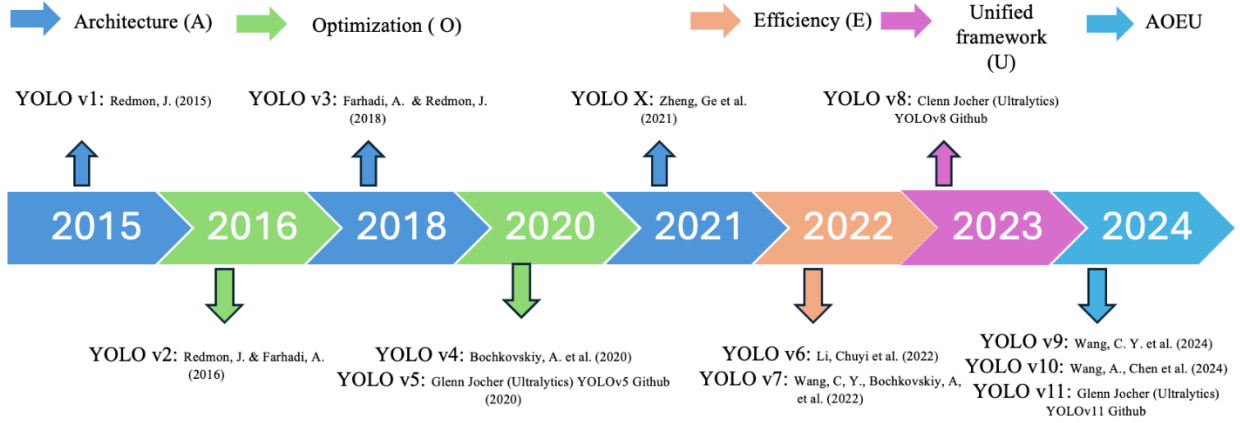 Architecture (A)
Optimization ( O)
Efficiency (E)
Unified
framework
(U)
AOEU
YOLO v1: Redmon, J. (2015)
YOLO v3: Farhadi, A. & Redmon, J.
(2018)
YOLO X: Zheng, Ge et al.
(2021)
YOLO v8: Clenn Jocher (Ultralytics)
YOLOv8 Github
2015
2016
2018
2020
2021
2022
2023
2024
YOLO v2: Redmon, J. & Farhadi, A.
(2016)
YOLO v4: Bochkovskiy, A. et al. (2020)
YOLO v5: Glenn Jocher (Ultralytics) YOLOv5 Github
(2020)
YOLO v6: Li, Chuyi et al. (2022)
YOLO v7: Wang, C, Y., Bochkovskiy, A,
et al. (2022)
YOLO v9: Wang, C. Y. et al. (2024)
YOLO v10: Wang, A., Chen et al. (2024)
YOLO v11: Glenn Jocher (Ultralytics)
YOLOv11 Github